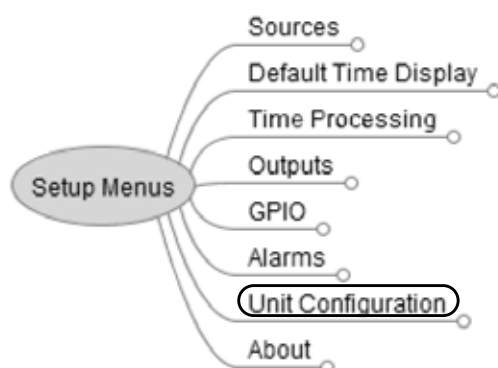 Sources
Default Time Display
Time Processing
Setup Menus
Outputs
GPIO
Alarms
Unit Configuration
About